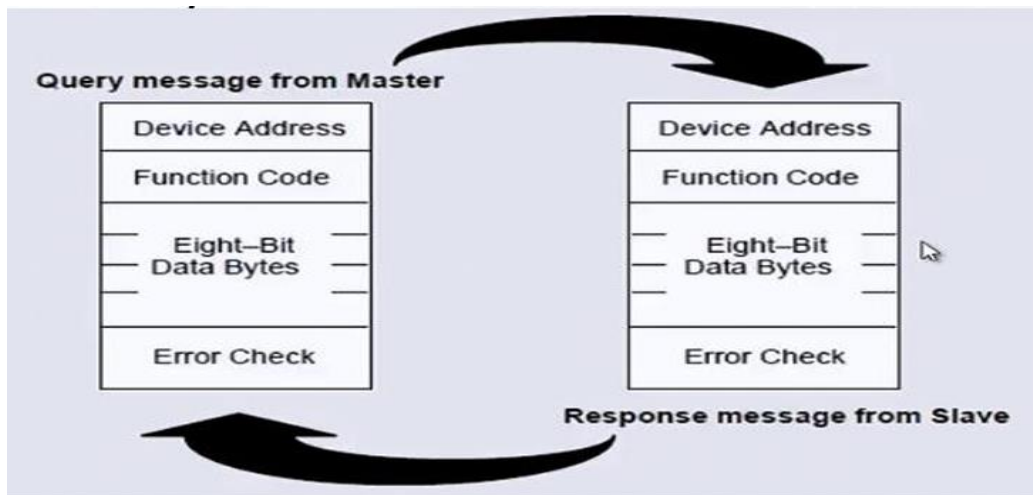 Query message from Master
Device Address
Function Code
Eight–Bit
Data Bytes
Error Check
Device Address
Function Code
Eight–Bit
Data Bytes
Error Check
Response message from Slave